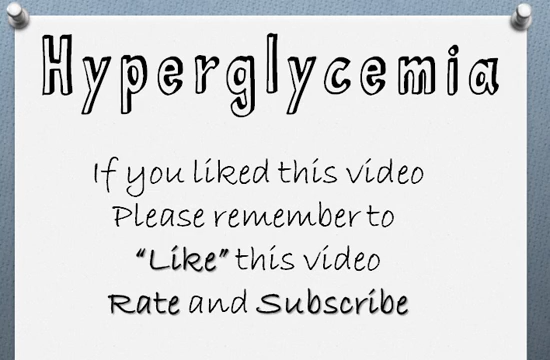 Hyperglycemia
If you liked this video
Please remember to
“Like” this video
Rate and Subscribe